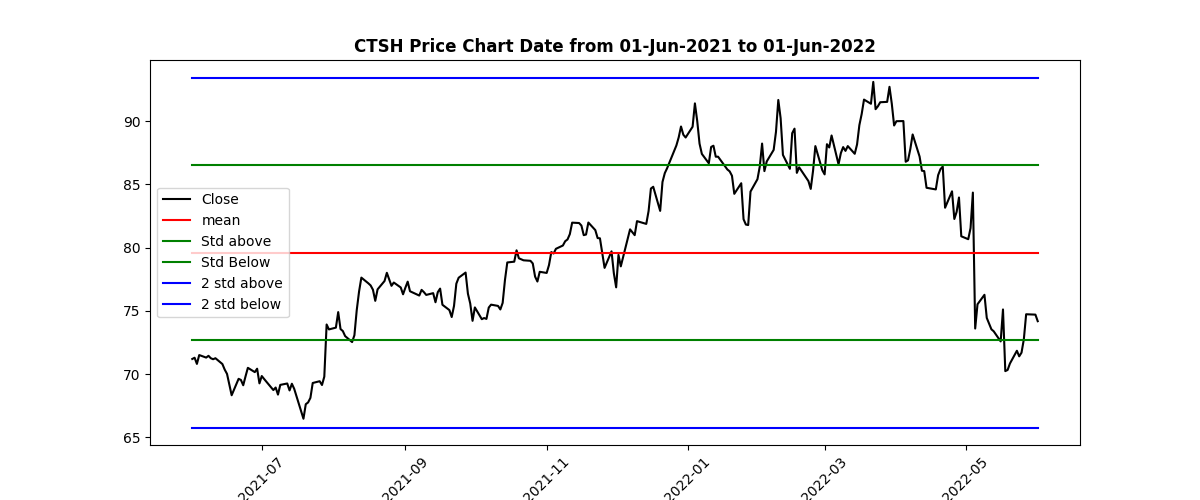 CTSH Price Chart Date from 01-Jun-2021 to 01-Jun-2022
90
85
80
75
70
65
Close
mean
Std above
Std Below
2 std above
2 std below
2021-07
2021-09
2021-11
2022-01
2022-03
2022-05